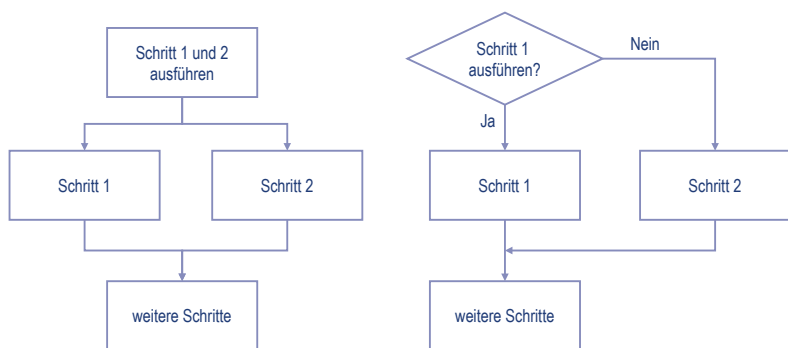 Schritt 1 und 2
ausführen
Schritt 1
Schritt 2
weitere Schritte
Schritt 1
ausführen?
Nein
Ja
Schritt 1
Schritt 2
weitere Schritte